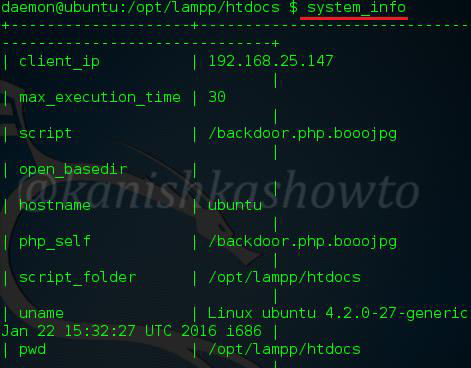 daemon@ubuntu:/opt/lampp/htdocs $ system_info
+--------------------+---------------------------
---------------------------+
| client_ip | 192.168.25.147
|
| max_execution_time | 30
|
| script | /backdoor.php.booojpg
|
| open_basedir |
|
@kanishkashowto
| hostname | ubuntu
|
| php_self | /backdoor.php.booojpg
|
| script_folder | /opt/lampp/htdocs
|
| uname | Linux ubuntu 4.2.0-27-generic
Jan 22 15:32:27 UTC 2016 i686 |
| pwd | /opt/lampp/htdocs
|